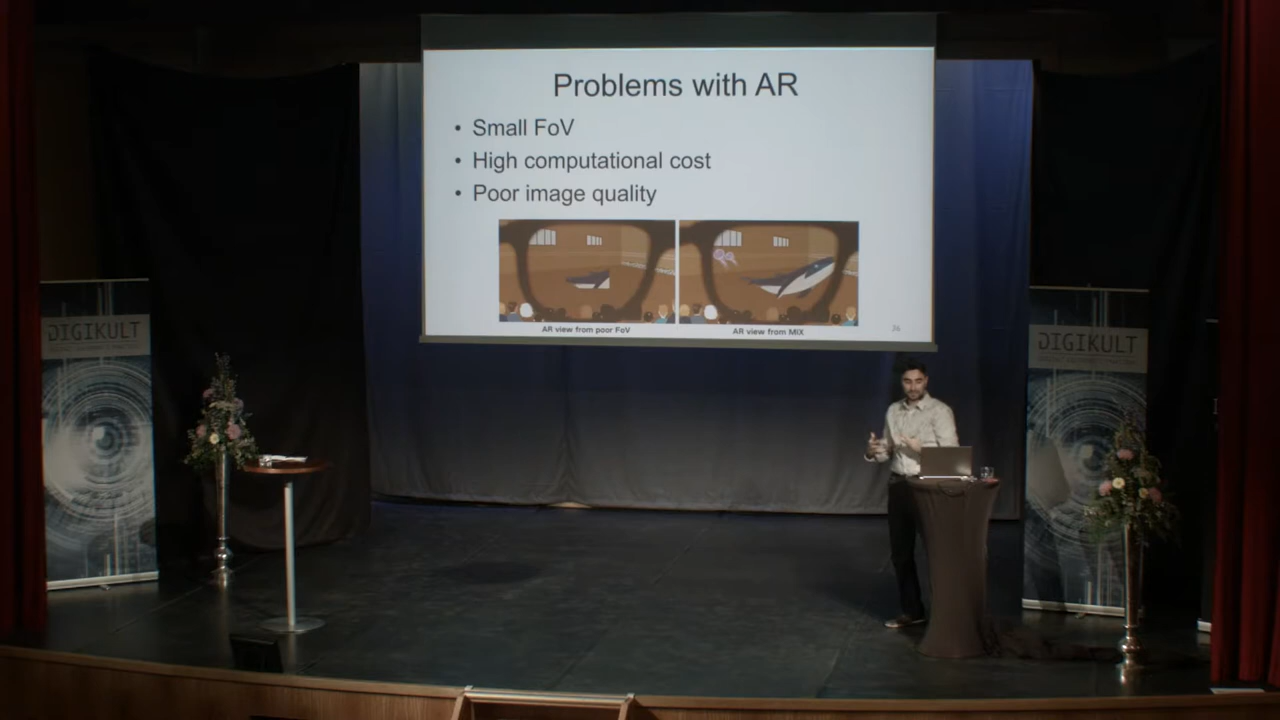 Problems with AR
• Small FoV
• High computational cost
• Poor image quality
AR view from poor FoV
AR view from MIX
DIGIKULT
DIGIKULT